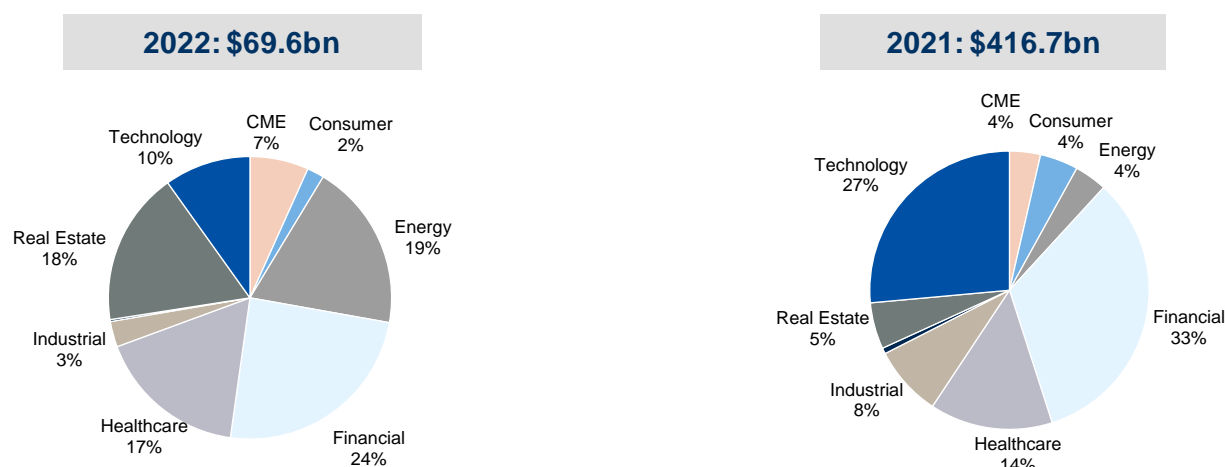 2022: $69.6bn
2021: $416.7bn
CME
7%
Consumer
2%
Energy
19%
Financial
24%
Healthcare
17%
Industrial
3%
Real Estate
18%
Technology
10%
CME
4%
Consumer
4%
Energy
4%
Financial
33%
Healthcare
14%
Industrial
8%
Real Estate
5%
Technology
27%